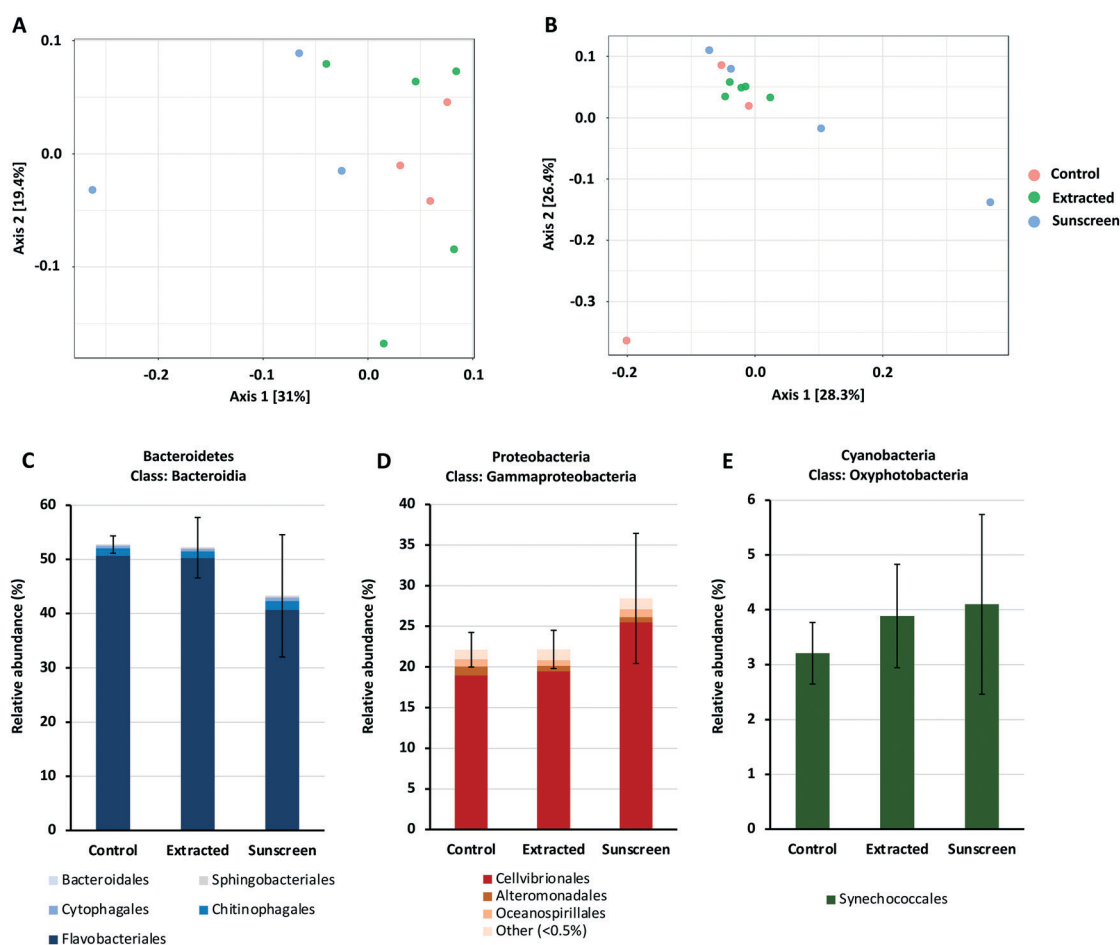 A
0.1
0.0
-0.1
Axis 2 [19.4%]
-0.2
-0.1
0.0
0.1
Axis 1 [31%]
B
0.1
0.0
-0.1
-0.2
-0.3
Axis 2 [26.4%]
-0.2
0.0
0.2
Axis 1 [28.3%]
Control
Extracted
Sunscreen
C
Bacteroidetes
Class: Bacteroidia
60
50
40
30
20
10
0
Relative abundance (%)
Control
Extracted
Sunscreen
Bacteroidales
Sphingobacteriales
Cytophagales
Chitinophagales
Flavobacteriales
D
Proteobacteria
Class: Gammaproteobacteria
40
35
30
25
20
15
10
5
0
Relative abundance (%)
Control
Extracted
Sunscreen
Cellvibrionales
Alteromonadales
Oceanospirillales
Other (<0.5%)
E
Cyanobacteria
Class: Oxyphotobacteria
6
5
4
3
2
1
0
Relative abundance (%)
Control
Extracted
Sunscreen
Synechococcales